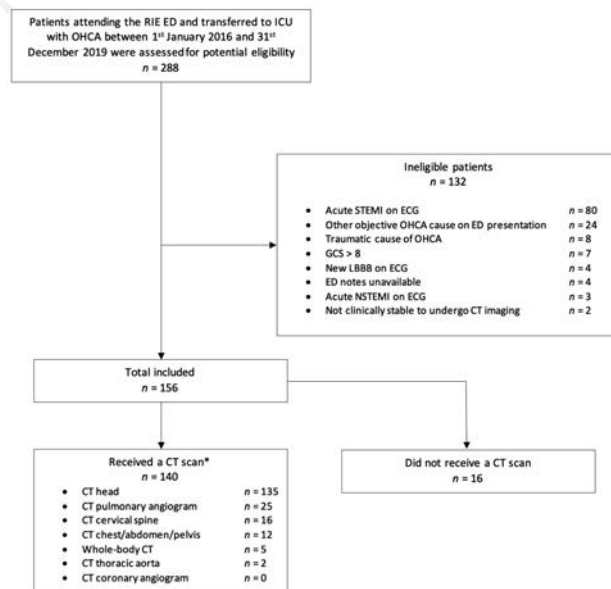 Patients attending the RIE ED and transferred to ICU
with OHCA between 1st January 2016 and 31st
December 2019 were assessed for potential eligibility
n = 288
Ineligible patients
n = 132
• Acute STEMI on ECG n = 80
• Other objective OHCA cause on ED presentation n = 24
• Traumatic cause of OHCA n = 8
• GCS > 8 n = 7
• New LBBB on ECG n = 4
• ED notes unavailable n = 4
• Acute NSTEMI on ECG n = 3
• Not clinically stable to undergo CT imaging n = 2
Total included
n = 156
Received a CT scan*
n = 140
• CT head n = 135
• CT pulmonary angiogram n = 25
• CT cervical spine n = 16
• CT chest/abdomen/pelvis n = 12
• Whole-body CT n = 5
• CT thoracic aorta n = 2
• CT coronary angiogram n = 0
Did not receive a CT scan
n = 16